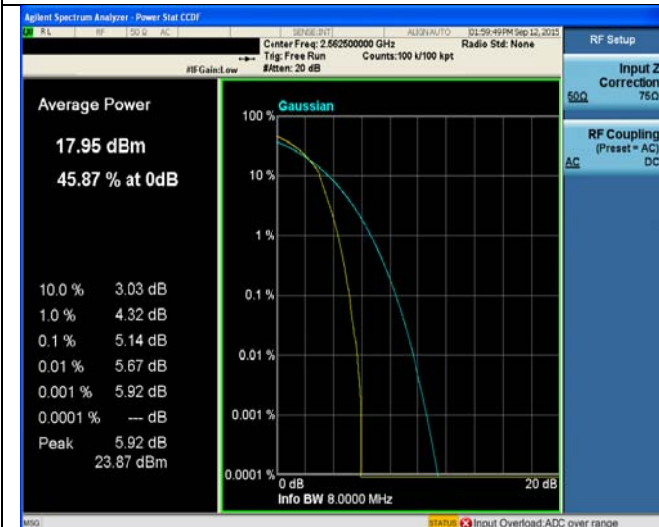 Agilent Spectrum Analyzer - Power Stat CCDF
RL RF 50 Ω AC SENSE:INT ALIGN AUTO 01:59:49PM Sep 12, 2015
Center Freq: 2.562500000 GHz Radio Std: None
Trig: Free Run Counts:100 k/100 kpt
#IFGain:Low #Atten: 20 dB
RF Setup
Input Z
Correction
50Ω 75Ω
RF Coupling
(Preset = AC)
AC DC
Average Power
17.95 dBm
45.87 % at 0dB
10.0 % 3.03 dB
1.0 % 4.32 dB
0.1 % 5.14 dB
0.01 % 5.67 dB
0.001 % 5.92 dB
0.0001 % --- dB
Peak 5.92 dB
23.87 dBm
Gaussian
100 %
10 %
1 %
0.1 %
0.01 %
0.001 %
0.0001 %
0 dB 20 dB
Info BW 8.0000 MHz
MSG STATUS Input Overload;ADC over range